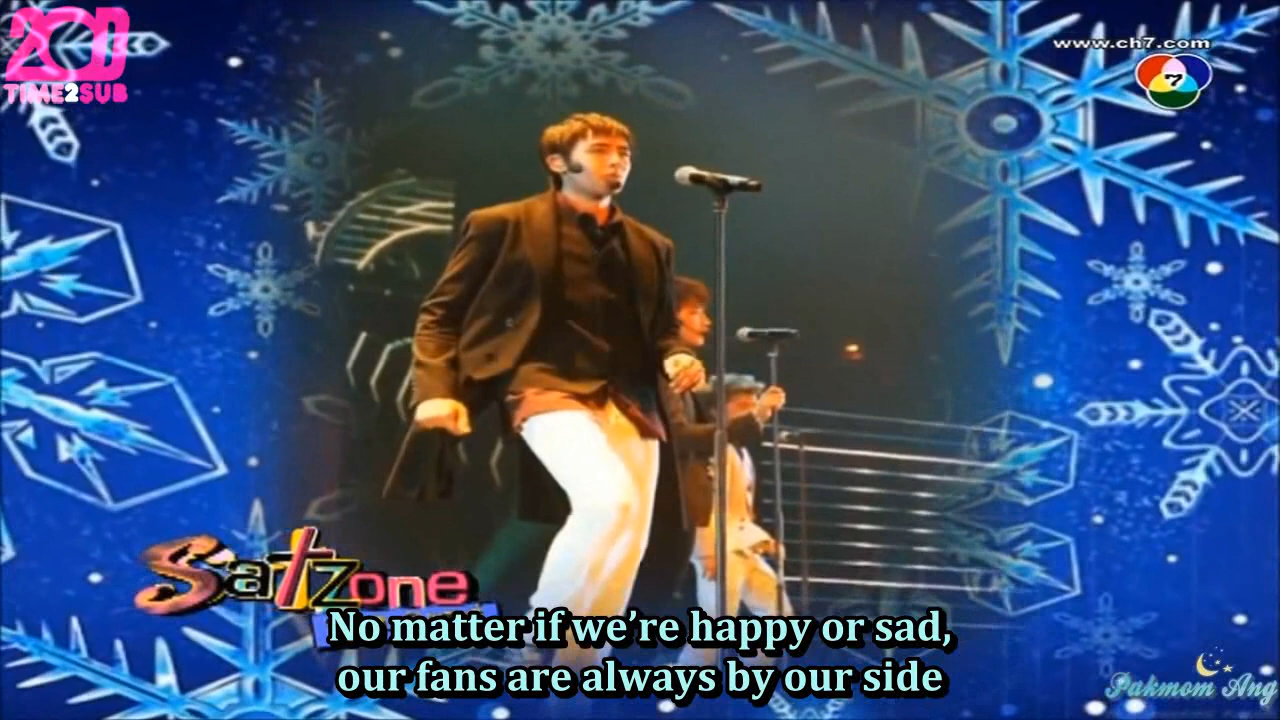 2CD
TIME2SUB
www.ch7.com
7
Satzone
No matter if we’re happy or sad,
our fans are always by our side
Pakmom Ang